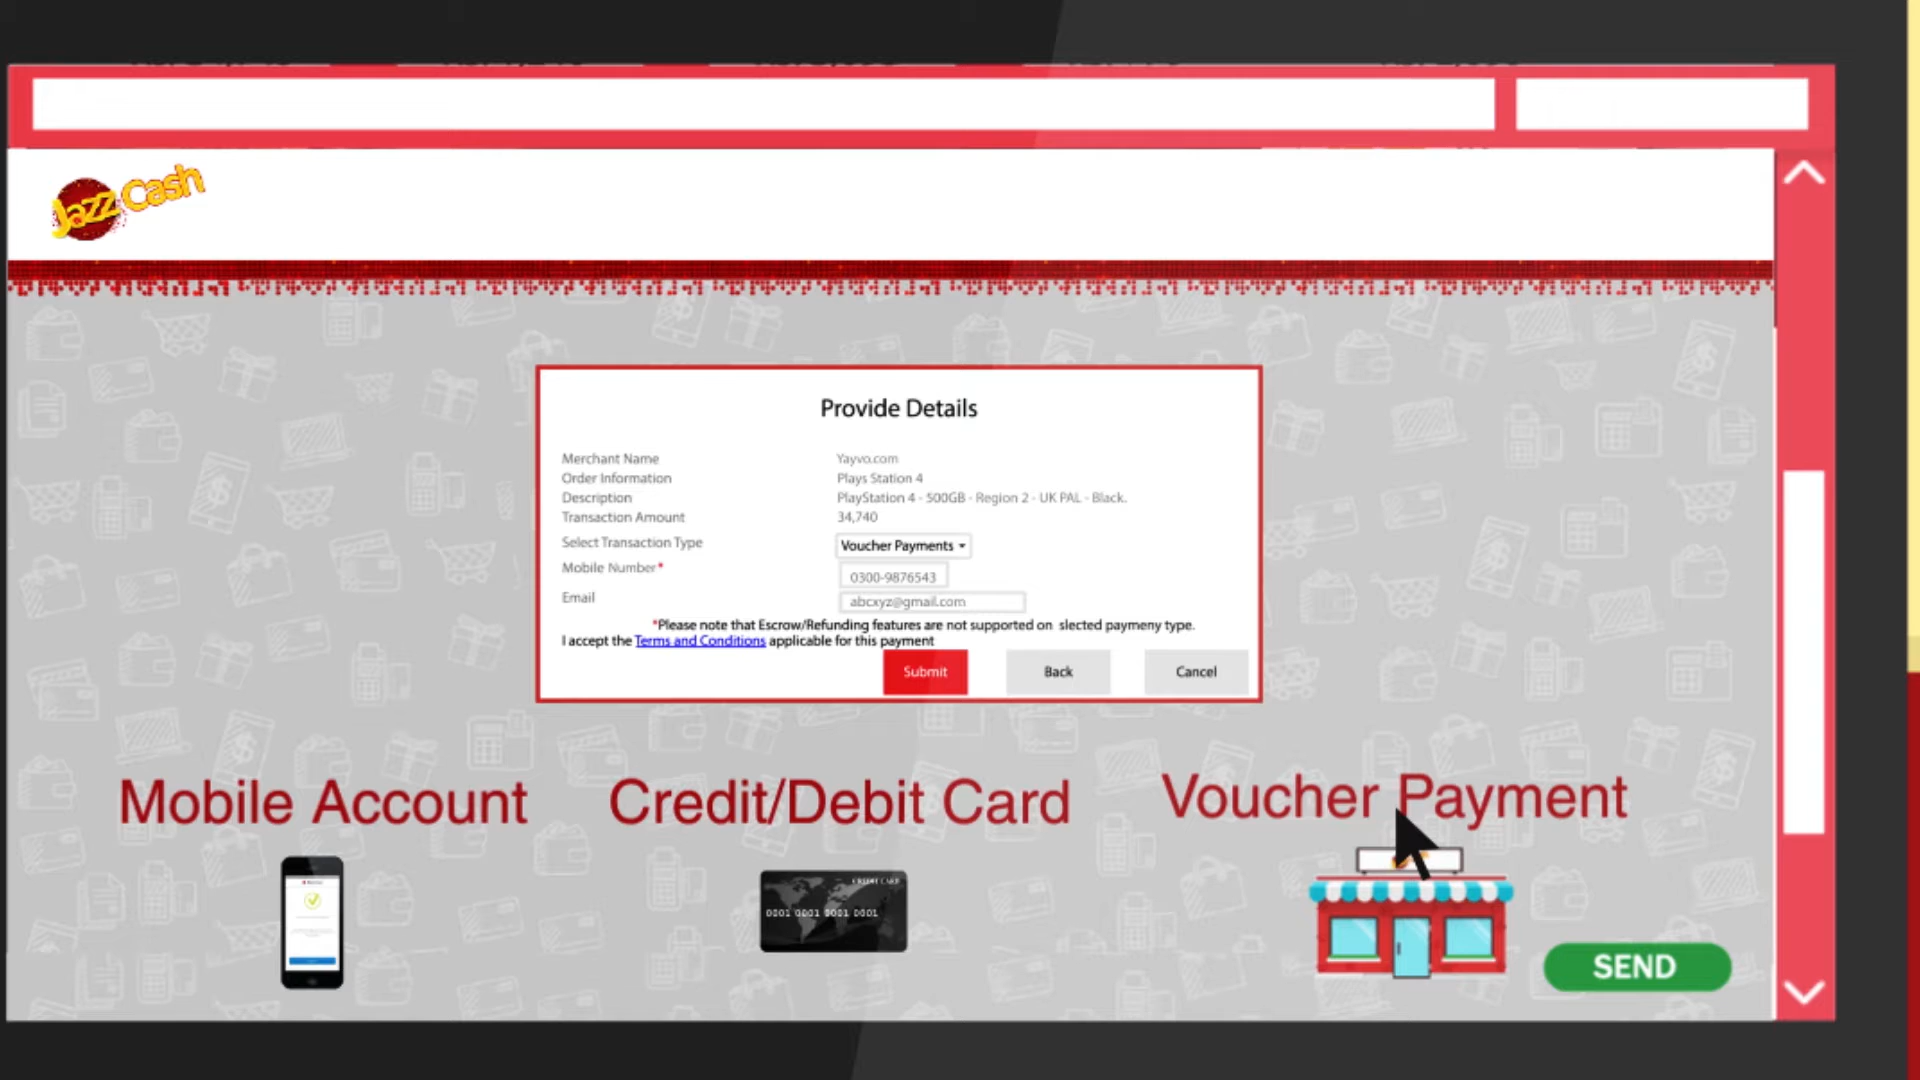 Jazz Cash
Provide Details
Merchant Name Yayvo.com
Order Information Plays Station 4
Description PlayStation 4 - 500GB - Region 2 - UK PAL - Black.
Transaction Amount 34,740
Select Transaction Type Voucher Payments
Mobile Number* 0300-9876543
Email abcxyz@gmail.com
*Please note that Escrow/Refunding features are not supported on slected paymeny type.
I accept the Terms and Conditions applicable for this payment
Submit Back Cancel
Mobile Account Credit/Debit Card Voucher Payment
CREDIT CARD
0001 0001 0001 0001
SEND